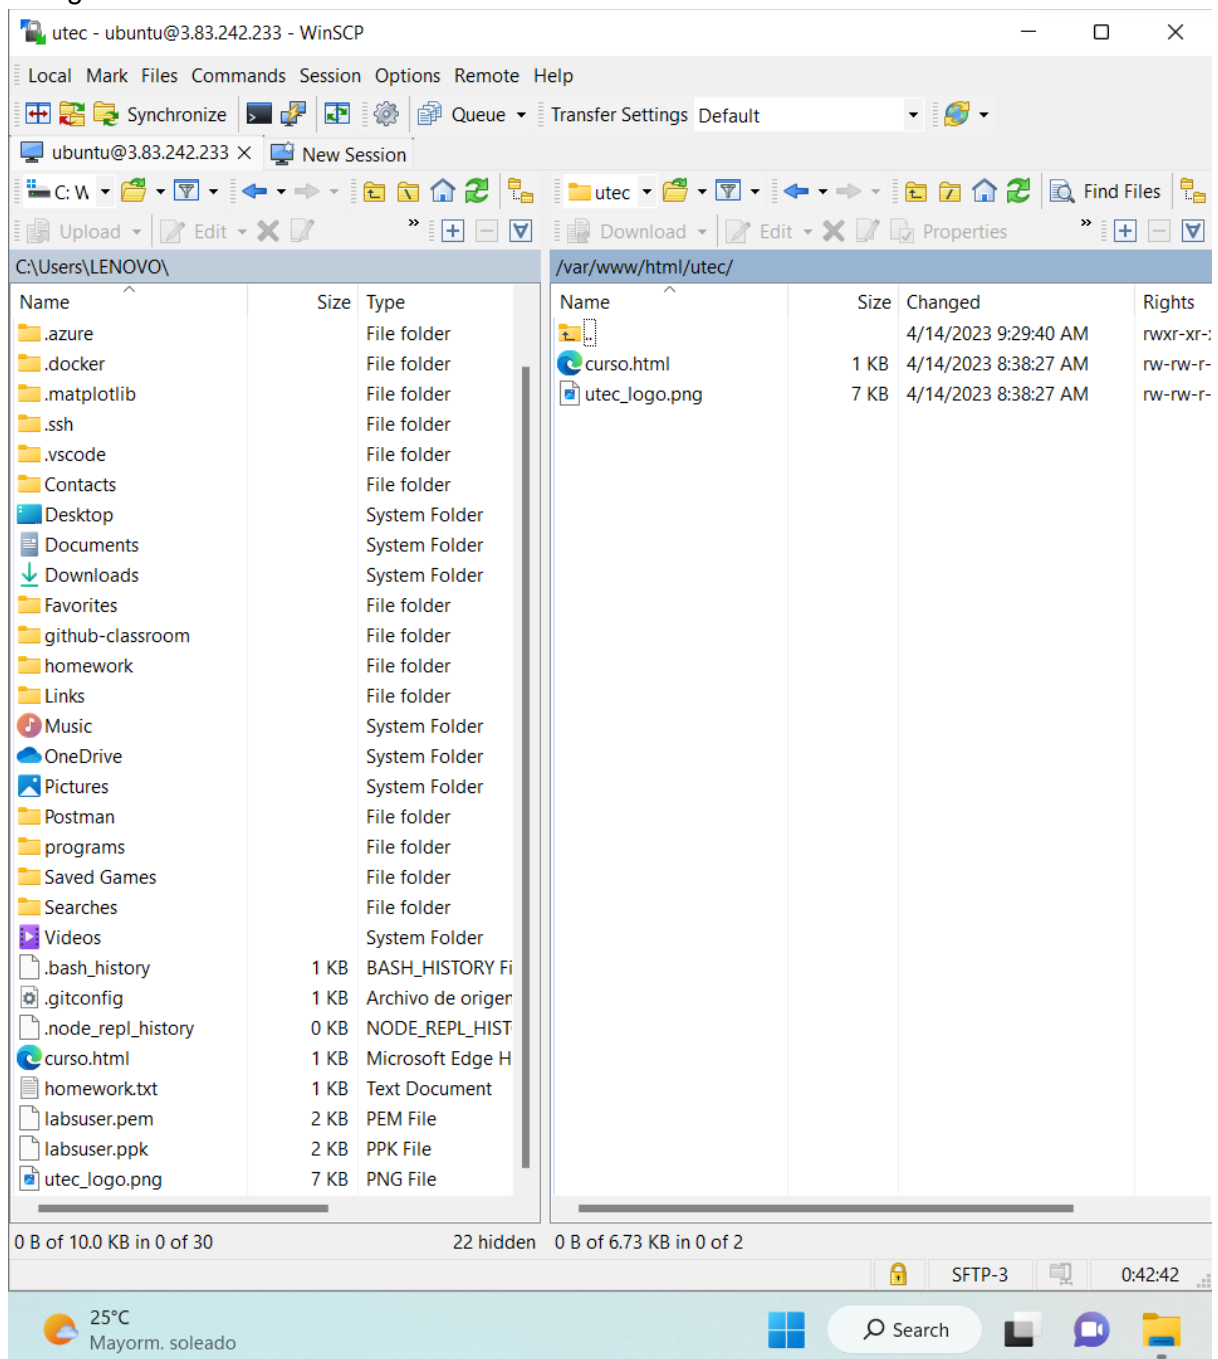 utec - ubuntu@3.83.242.233 - WinSCP
Local Mark Files Commands Session Options Remote Help
Synchronize Queue Transfer Settings Default
ubuntu@3.83.242.233 New Session
C: utec Find Files
Upload Edit » Download Edit Properties »
C:\Users\LENOVO\ /var/www/html/utec/
Name Size Type Name Size Changed Rights
.azure File folder .. 4/14/2023 9:29:40 AM rwxr-xr-
.docker File folder curso.html 1 KB 4/14/2023 8:38:27 AM rw-rw-r-
.matplotlib File folder utec_logo.png 7 KB 4/14/2023 8:38:27 AM rw-rw-r-
.ssh File folder
.vscode File folder
Contacts File folder
Desktop System Folder
Documents System Folder
Downloads System Folder
Favorites File folder
github-classroom File folder
homework File folder
Links File folder
Music System Folder
OneDrive System Folder
Pictures System Folder
Postman File folder
programs File folder
Saved Games File folder
Searches File folder
Videos System Folder
.bash_history 1 KB BASH_HISTORY Fi
.gitconfig 1 KB Archivo de origen
.node_repl_history 0 KB NODE_REPL_HIST
curso.html 1 KB Microsoft Edge H
homework.txt 1 KB Text Document
labsuser.pem 2 KB PEM File
labsuser.ppk 2 KB PPK File
utec_logo.png 7 KB PNG File
0 B of 10.0 KB in 0 of 30 22 hidden 0 B of 6.73 KB in 0 of 2
SFTP-3 0:42:42
25°C
Mayorm. soleado
Search